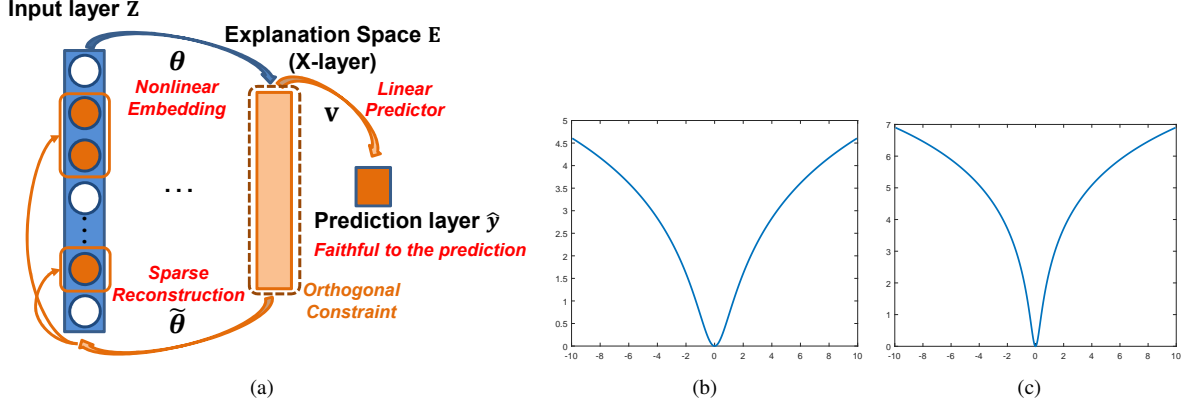 Input layer Z
θ
Nonlinear
Embedding
Explanation Space E
(X-layer)
v
Linear
Predictor
...
Prediction layer ŷ
Faithful to the prediction
Sparse
Reconstruction
θ̃
Orthogonal
Constraint
(a)
5
4.5
4
3.5
3
2.5
2
1.5
1
0.5
0
-10 -8 -6 -4 -2 0 2 4 6 8 10
(b)
7
6
5
4
3
2
1
0
-10 -8 -6 -4 -2 0 2 4 6 8 10
(c)